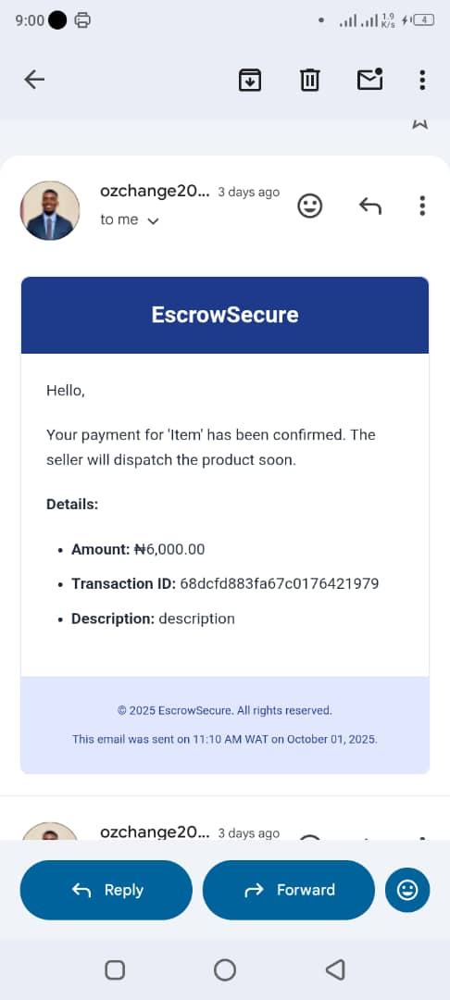 9:00
1.9
K/s
4
ozchange20... 3 days ago
to me
EscrowSecure
Hello,
Your payment for 'Item' has been confirmed. The
seller will dispatch the product soon.
Details:
• Amount: ₦6,000.00
• Transaction ID: 68dcfd883fa67c0176421979
• Description: description
© 2025 EscrowSecure. All rights reserved.
This email was sent on 11:10 AM WAT on October 01, 2025.
ozchange20... 3 days ago
Reply
Forward